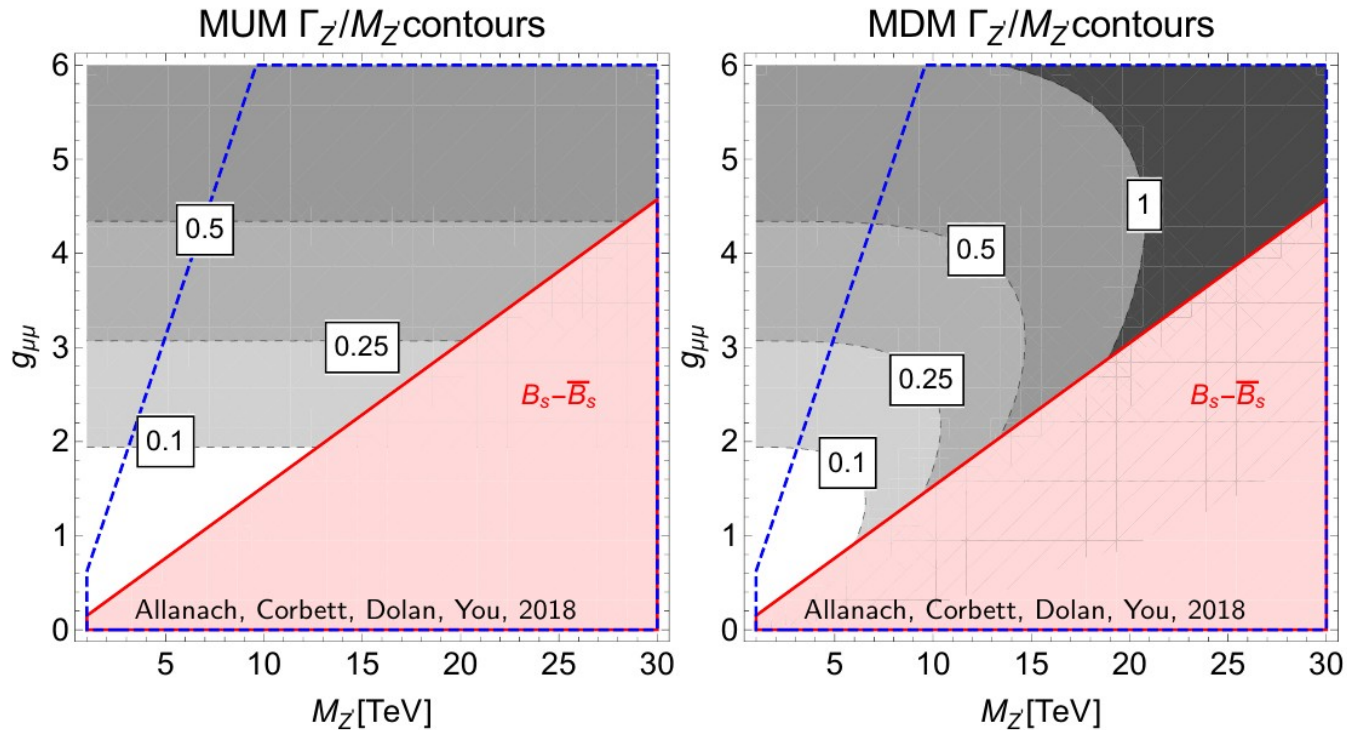 MUM Γ_Z'/M_Z' contours
6
5
4
3
2
1
0
g_μμ
0.5
0.25
0.1
B_s–B̅_s
Allanach, Corbett, Dolan, You, 2018
5 10 15 20 25 30
M_Z' [TeV]
MDM Γ_Z'/M_Z' contours
6
5
4
3
2
1
0
g_μμ
1
0.5
0.25
0.1
B_s–B̅_s
Allanach, Corbett, Dolan, You, 2018
5 10 15 20 25 30
M_Z' [TeV]